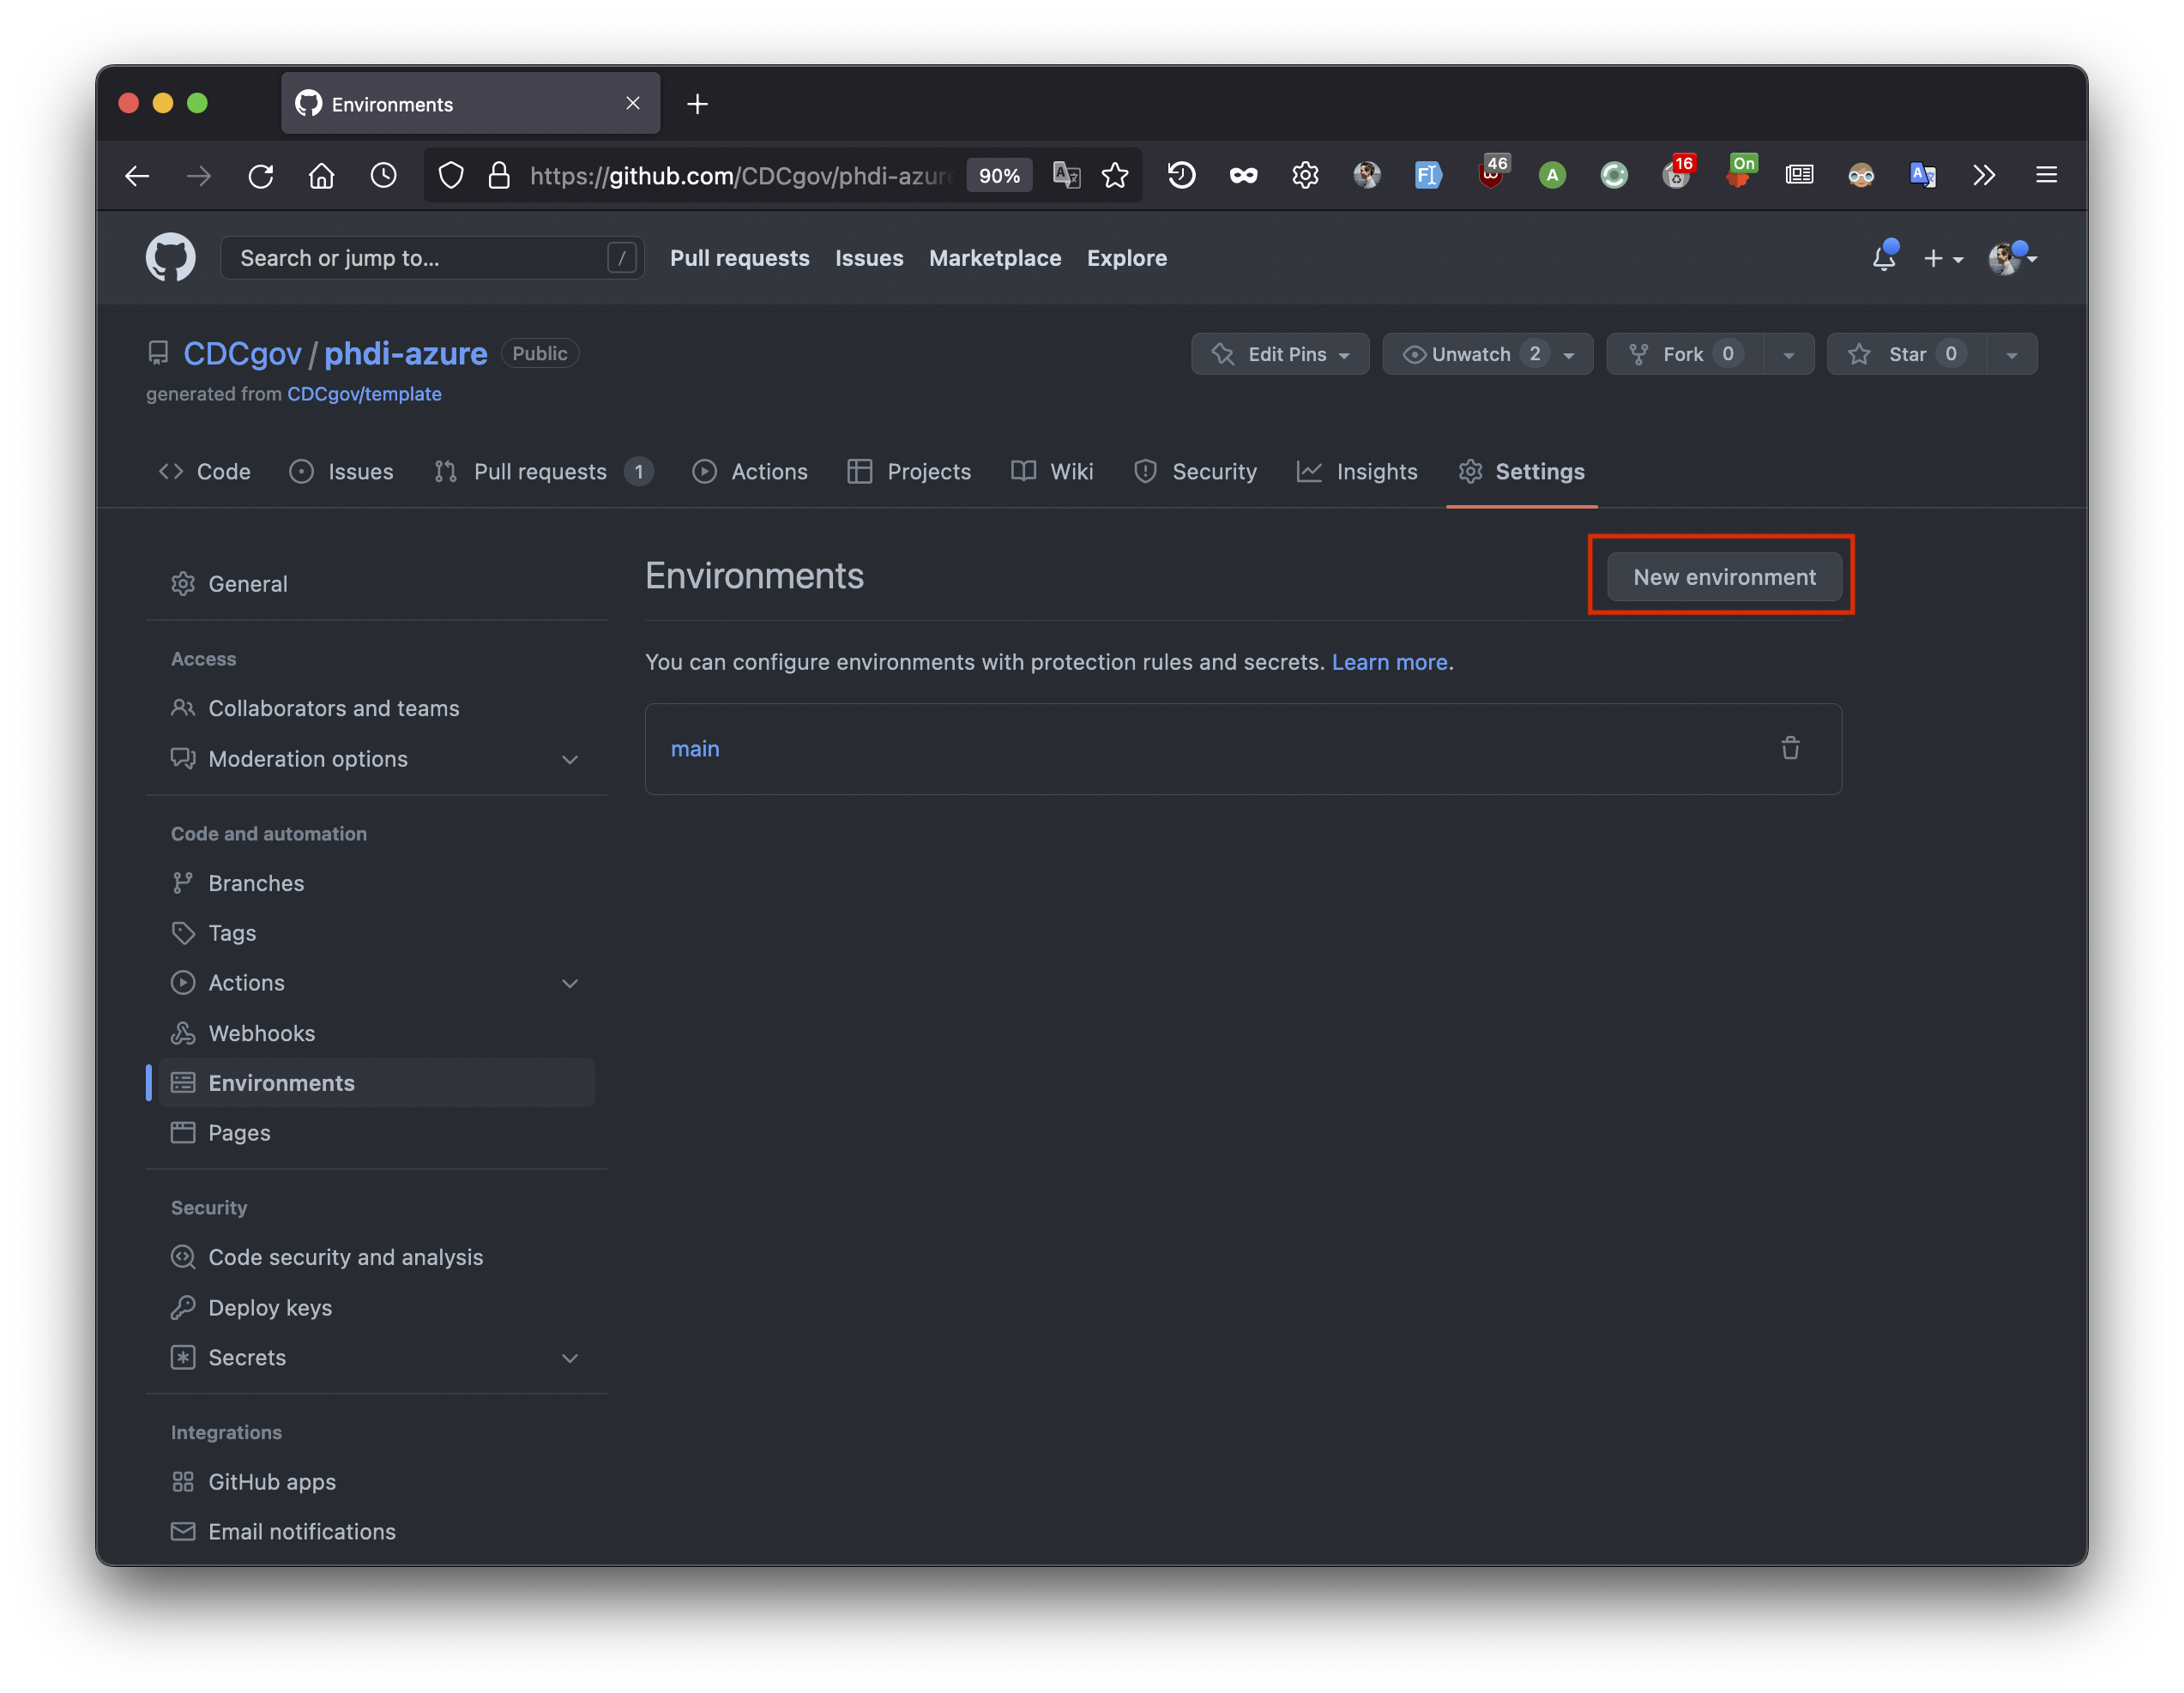 Environments
https://github.com/CDCgov/phdi-azure 90%
46 A 16 On
Search or jump to... / Pull requests Issues Marketplace Explore
CDCgov / phdi-azure Public Edit Pins Unwatch 2 Fork 0 Star 0
generated from CDCgov/template
Code Issues Pull requests 1 Actions Projects Wiki Security Insights Settings
Environments New environment
You can configure environments with protection rules and secrets. Learn more.
main
General
Access
Collaborators and teams
Moderation options
Code and automation
Branches
Tags
Actions
Webhooks
Environments
Pages
Security
Code security and analysis
Deploy keys
Secrets
Integrations
GitHub apps
Email notifications